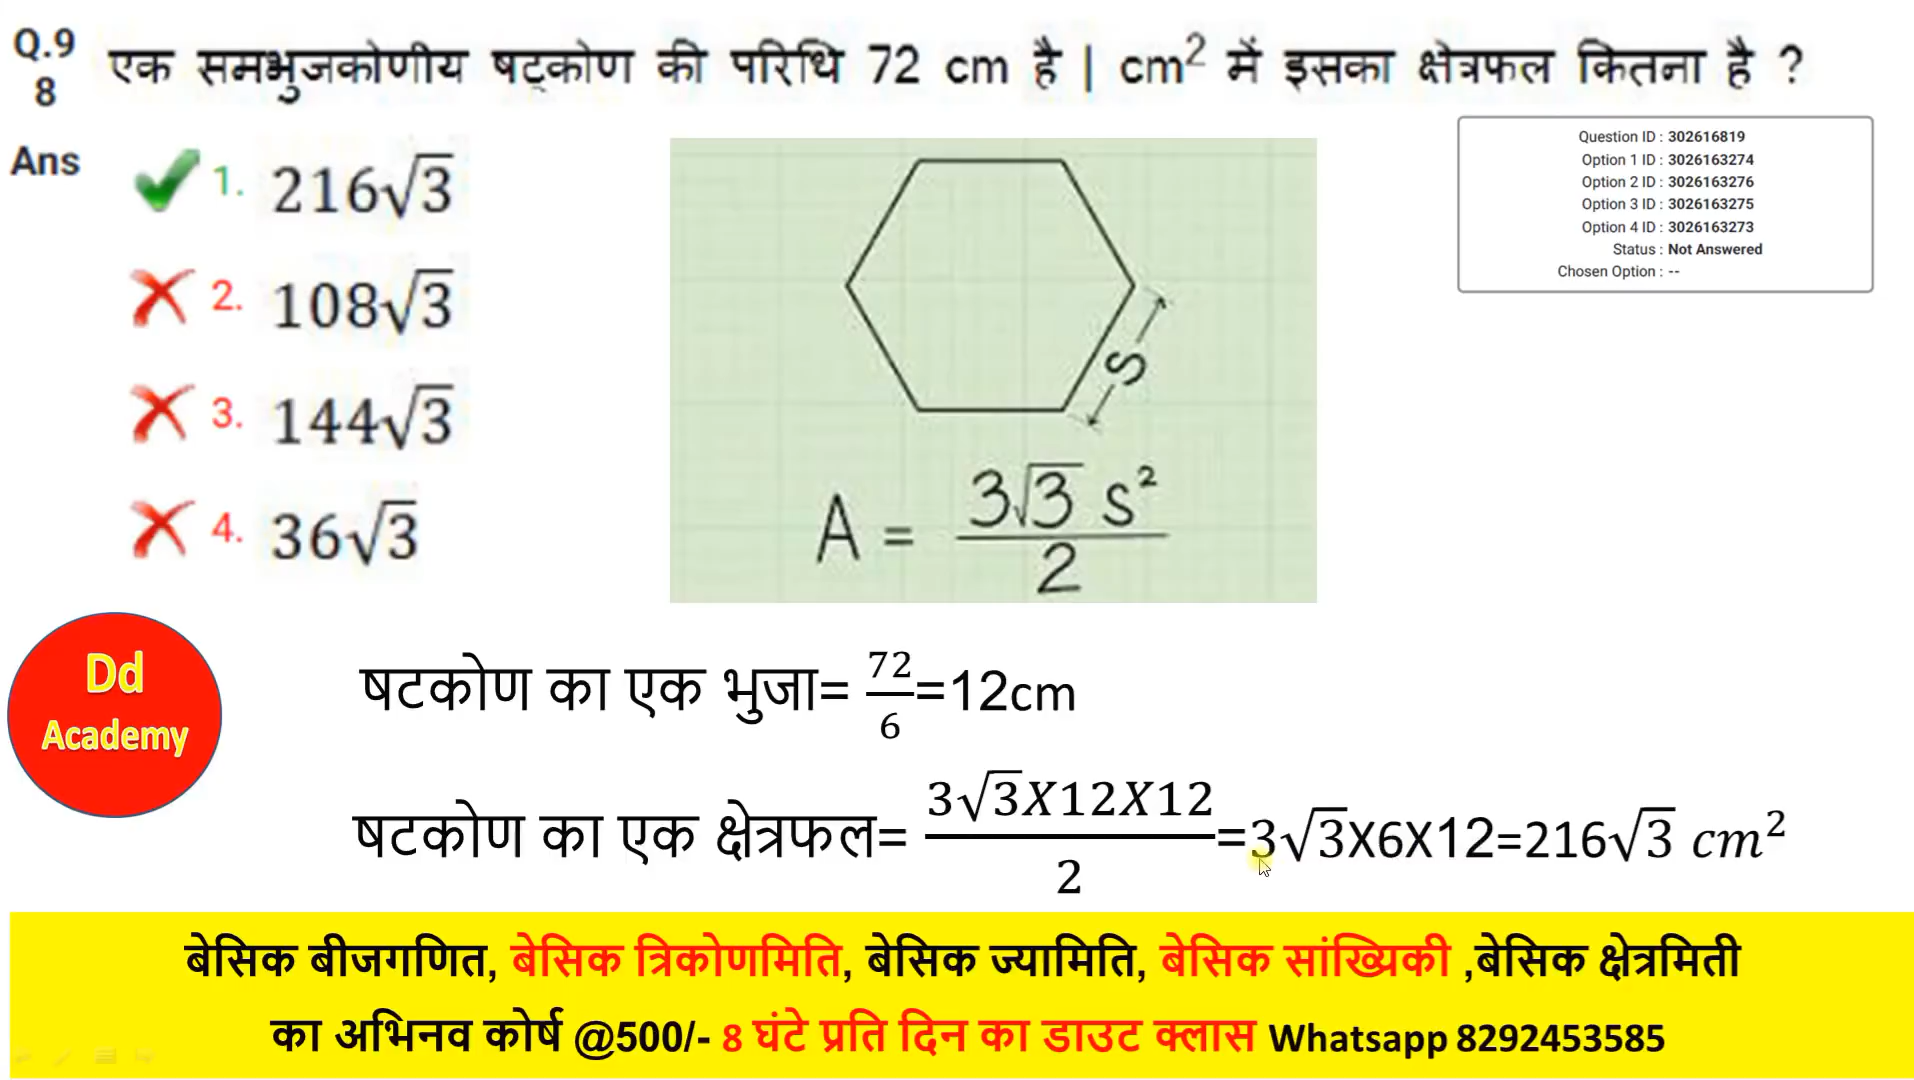 Q.9
8
एक समभुजकोणीय षट्कोण की परिधि 72 cm है | cm² में इसका क्षेत्रफल कितना है ?
Ans
1. 216√3
2. 108√3
3. 144√3
4. 36√3
Question ID : 302616819
Option 1 ID : 3026163274
Option 2 ID : 3026163276
Option 3 ID : 3026163275
Option 4 ID : 3026163273
Status : Not Answered
Chosen Option : --
S
A = 3√3 s² / 2
Dd
Academy
षटकोण का एक भुजा= 72/6 =12cm
षटकोण का एक क्षेत्रफल= 3√3X12X12/2 =3√3X6X12=216√3 cm²
बेसिक बीजगणित, बेसिक त्रिकोणमिति, बेसिक ज्यामिति, बेसिक सांख्यिकी ,बेसिक क्षेत्रमिती
का अभिनव कोर्ष @500/- 8 घंटे प्रति दिन का डाउट क्लास Whatsapp 8292453585